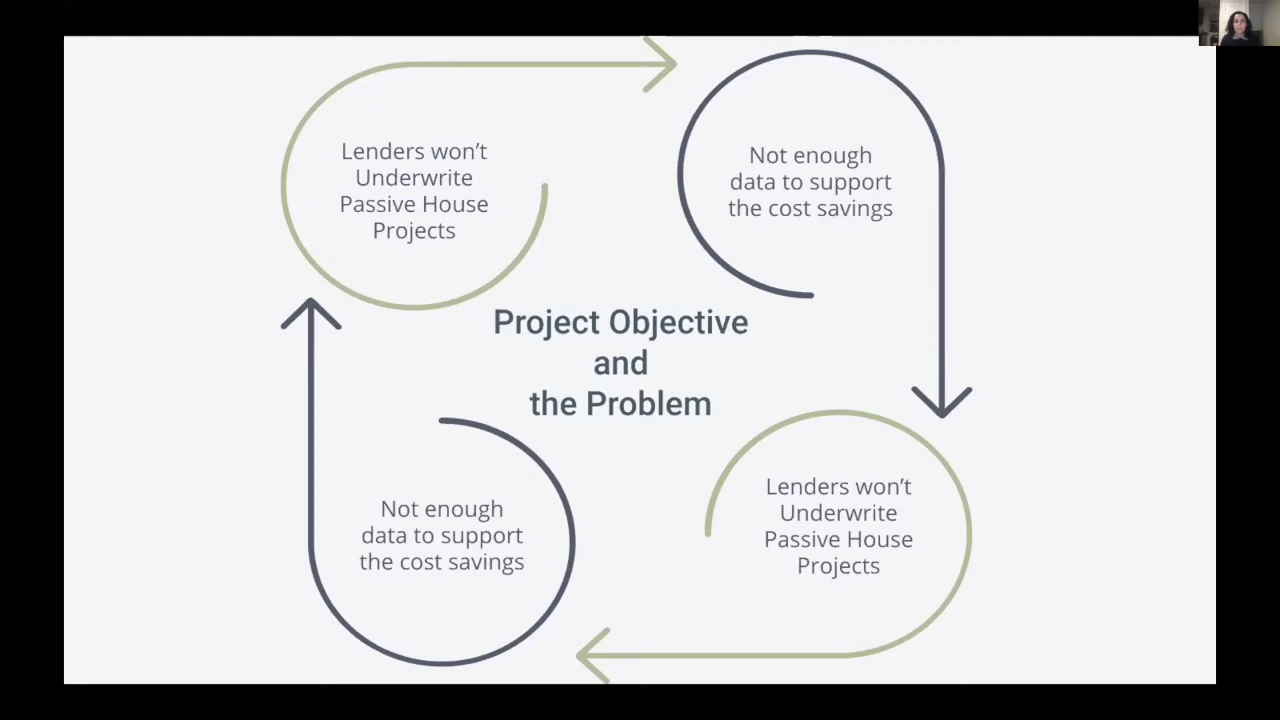 Lenders won’t
Underwrite
Passive House
Projects
Not enough
data to support
the cost savings
Project Objective
and
the Problem
Not enough
data to support
the cost savings
Lenders won’t
Underwrite
Passive House
Projects